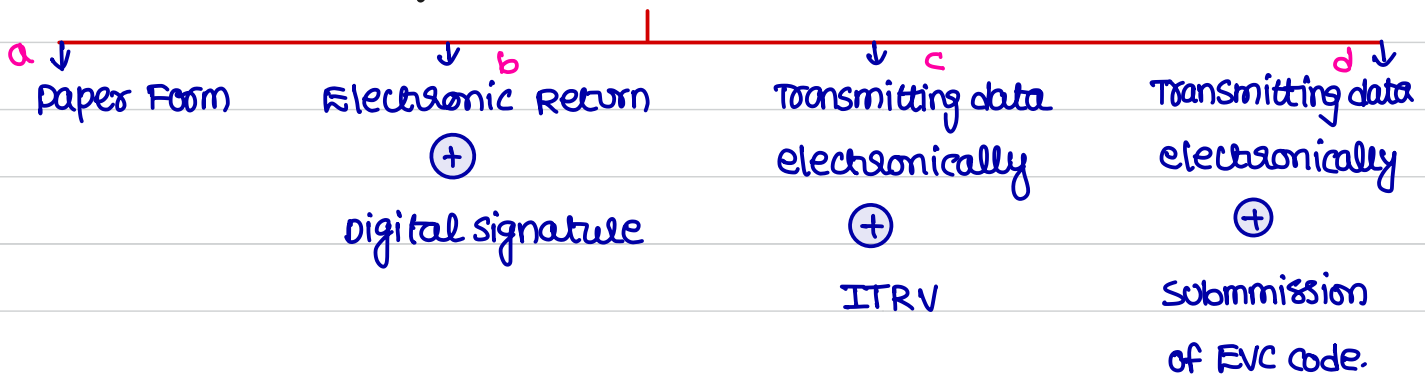 a
Paper Form
b
Electronic Return
+
Digital signature
c
Transmitting data
electronically
+
ITRV
d
Transmitting data
electronically
+
Submmission
of EVC code.